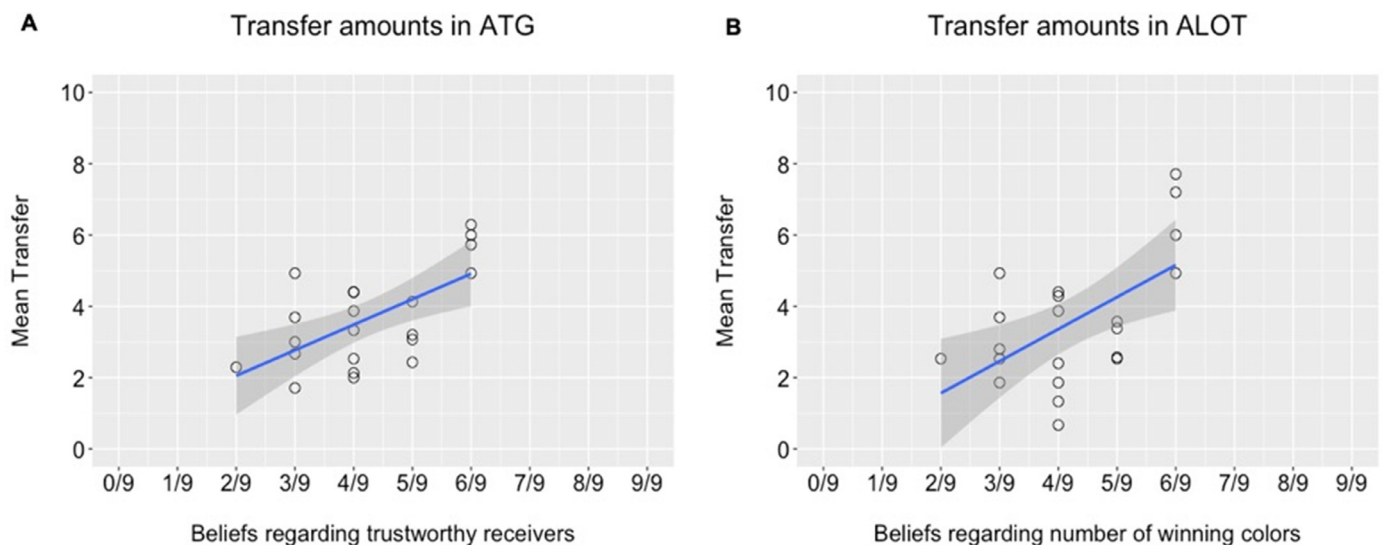 A
Transfer amounts in ATG
Mean Transfer
10
8
6
4
2
0
0/9 1/9 2/9 3/9 4/9 5/9 6/9 7/9 8/9 9/9
Beliefs regarding trustworthy receivers
B
Transfer amounts in ALOT
Mean Transfer
10
8
6
4
2
0
0/9 1/9 2/9 3/9 4/9 5/9 6/9 7/9 8/9 9/9
Beliefs regarding number of winning colors